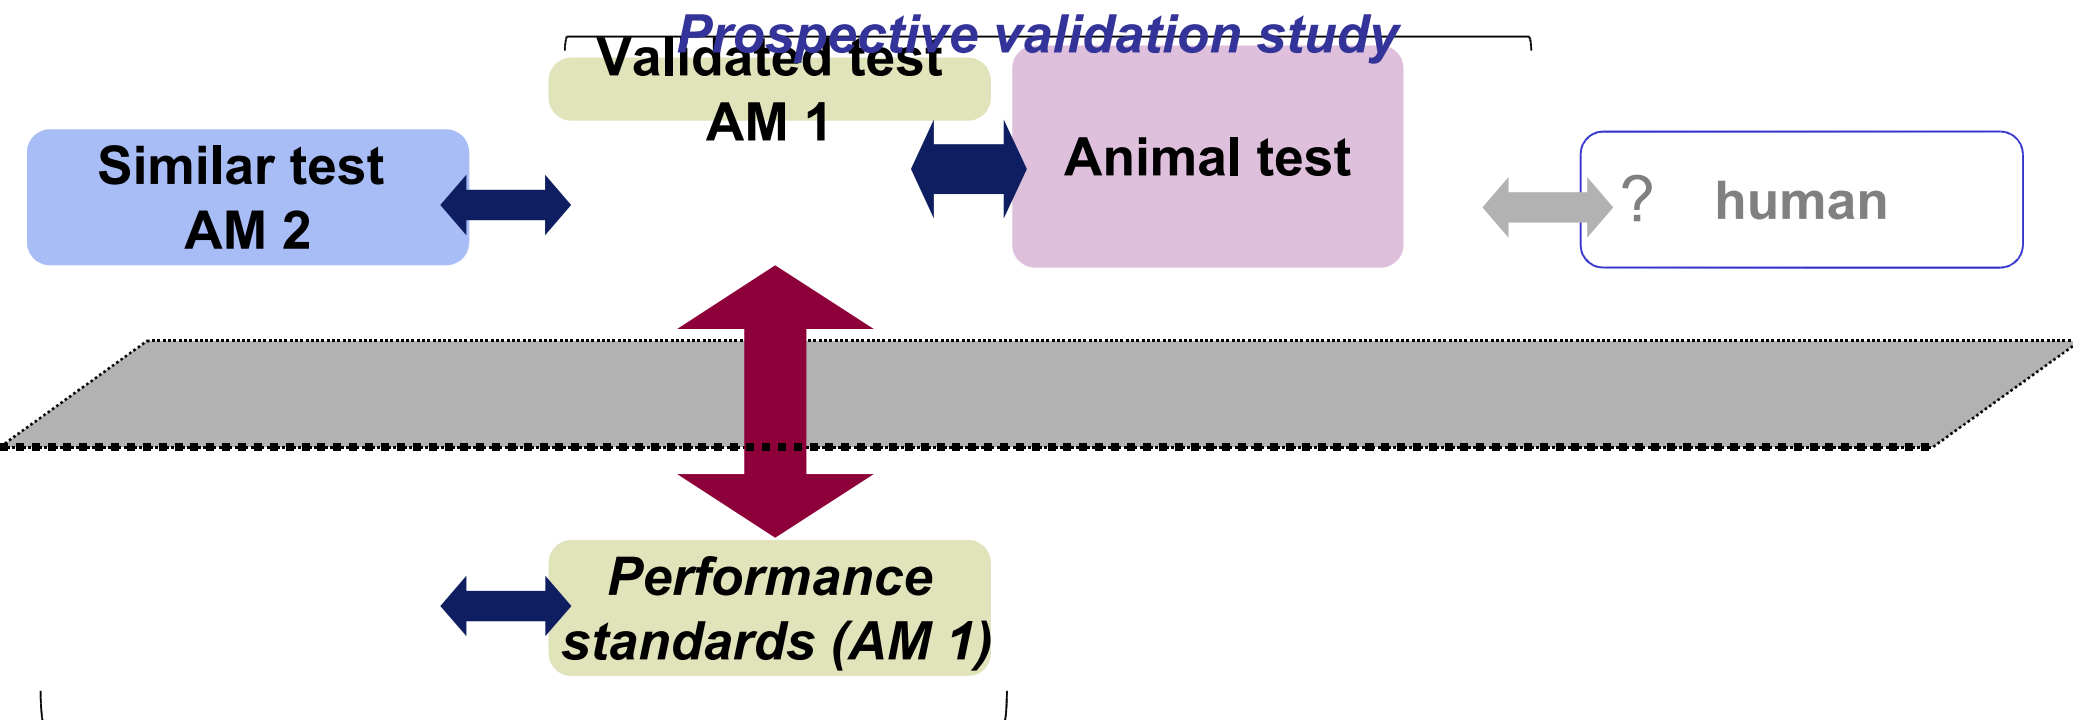 Prospective validation study
Validated test
AM 1
Similar test
AM 2
Animal test
? human
Performance
standards (AM 1)